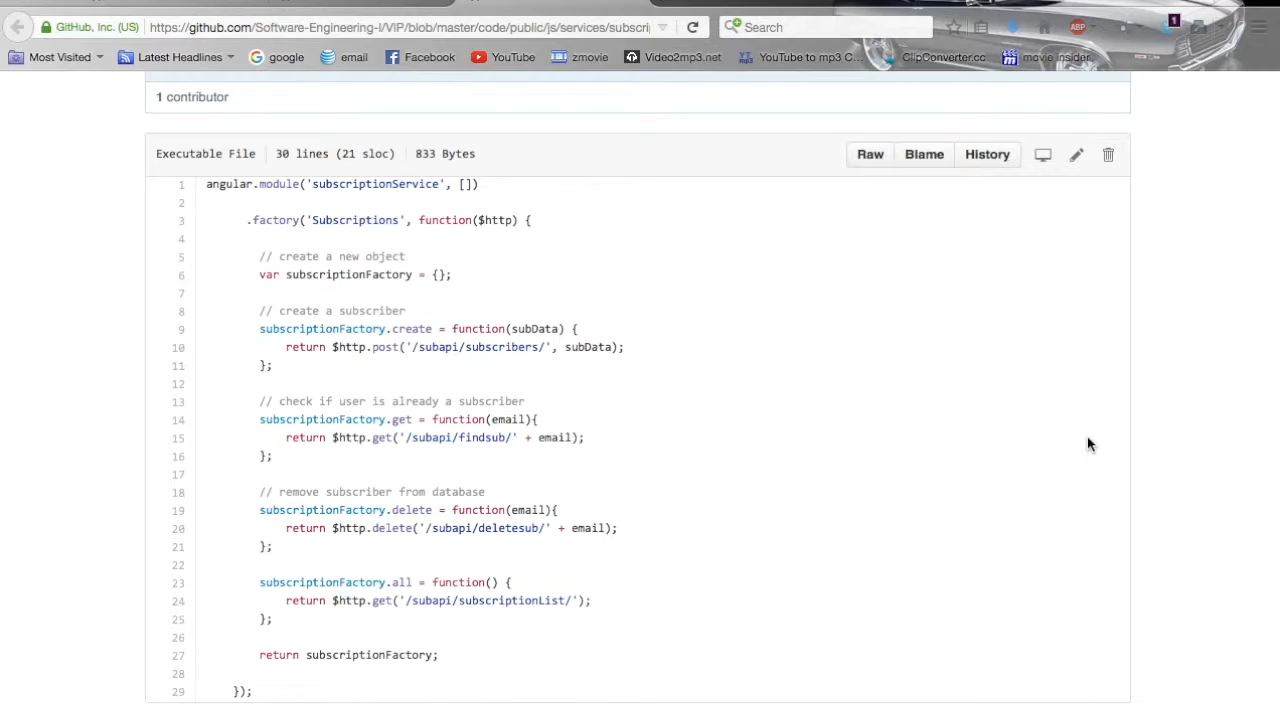 GitHub, Inc. (US) https://github.com/Software-Engineering-I/VIP/blob/master/code/public/js/services/subscri Search ABP 1
Most Visited Latest Headlines google email Facebook YouTube zmovie Video2mp3.net YouTube to mp3 C... ClipConverter.cc movie insider
1 contributor
Executable File 30 lines (21 sloc) 833 Bytes Raw Blame History
1 angular.module('subscriptionService', [])
2
3 .factory('Subscriptions', function($http) {
4
5 // create a new object
6 var subscriptionFactory = {};
7
8 // create a subscriber
9 subscriptionFactory.create = function(subData) {
10 return $http.post('/subapi/subscribers/', subData);
11 };
12
13 // check if user is already a subscriber
14 subscriptionFactory.get = function(email){
15 return $http.get('/subapi/findsub/' + email);
16 };
17
18 // remove subscriber from database
19 subscriptionFactory.delete = function(email){
20 return $http.delete('/subapi/deletesub/' + email);
21 };
22
23 subscriptionFactory.all = function() {
24 return $http.get('/subapi/subscriptionList/');
25 };
26
27 return subscriptionFactory;
28
29 });